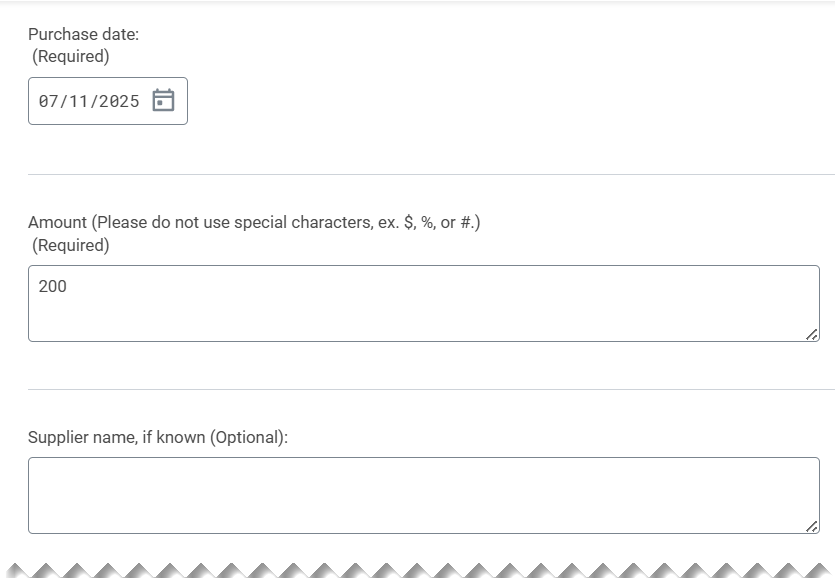 Purchase date:
(Required)
07/11/2025
Amount (Please do not use special characters, ex. $, %, or #.)
(Required)
200
Supplier name, if known (Optional):